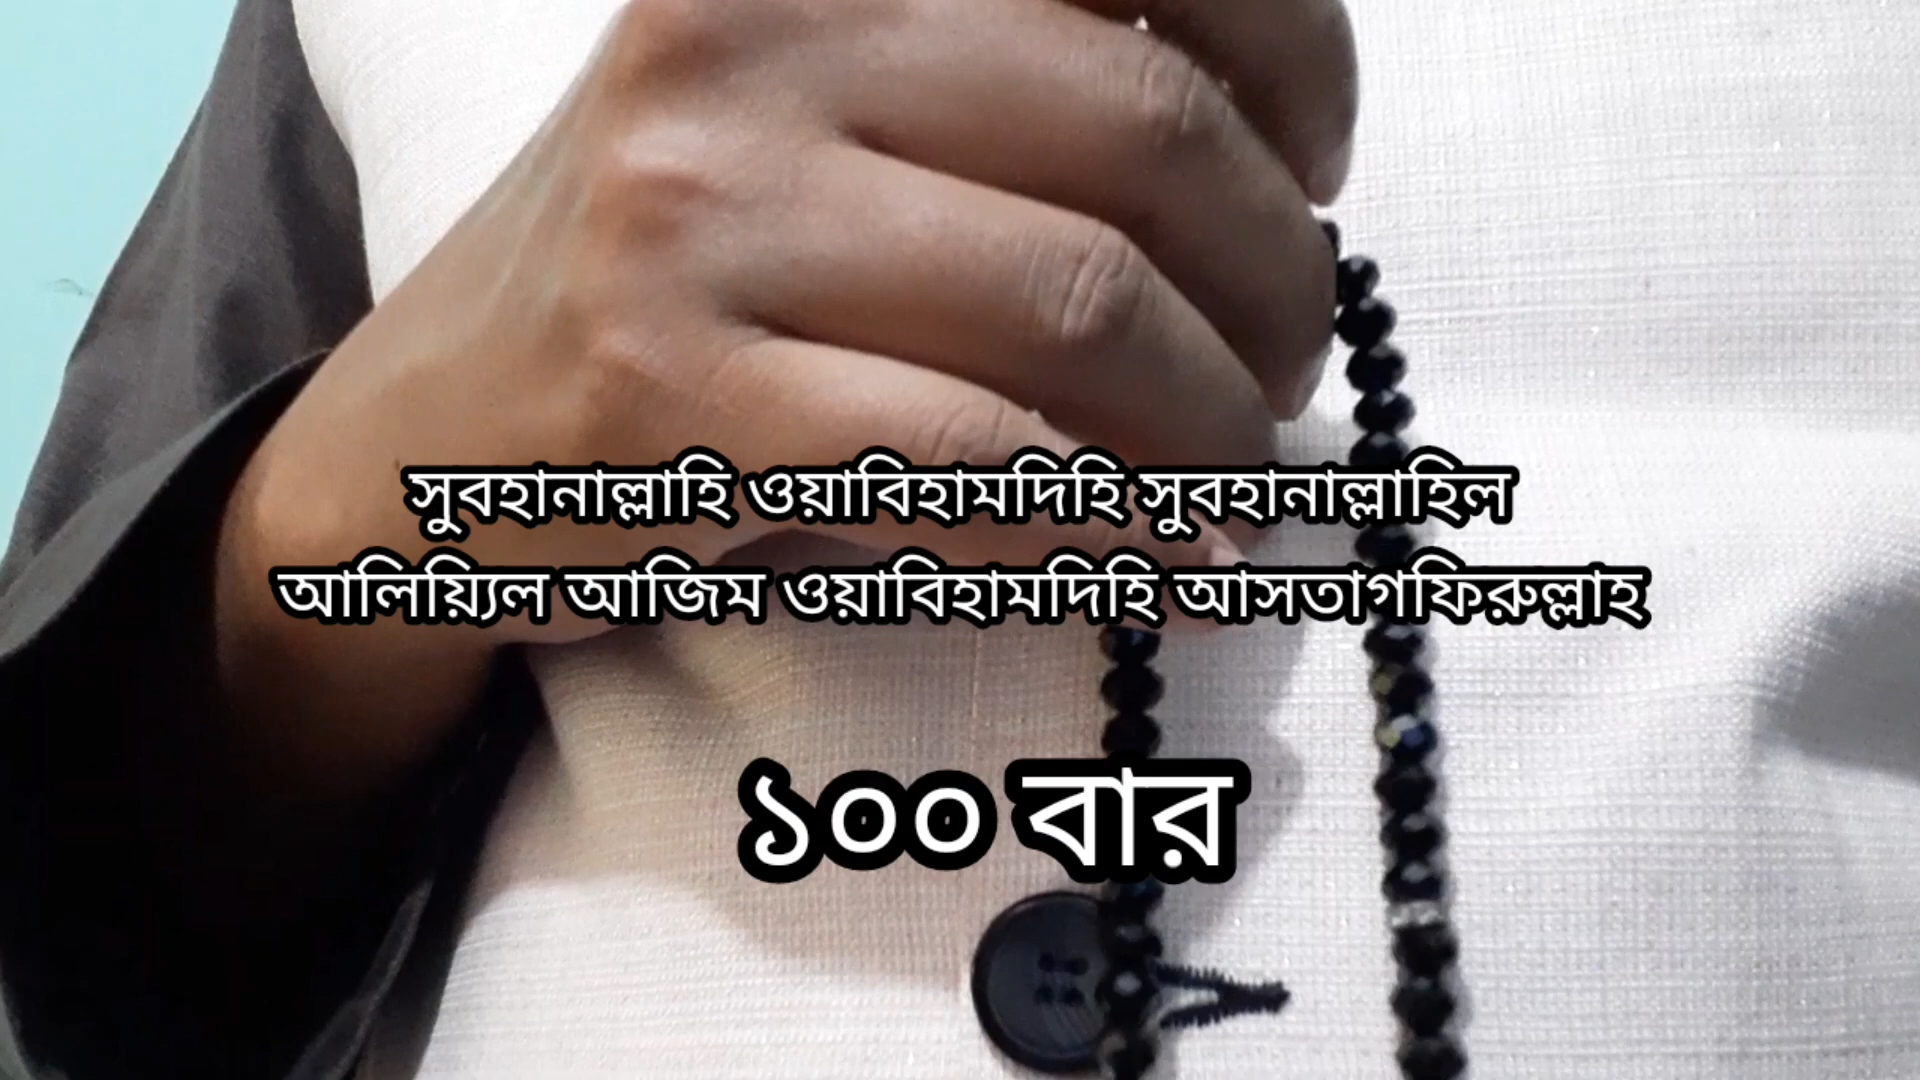 সুবহানাল্লাহি ওয়াবিহামদিহি সুবহানাল্লাহিল
আলিয়্যিল আজিম ওয়াবিহামদিহি আসতাগফিরুল্লাহ
১০০ বার